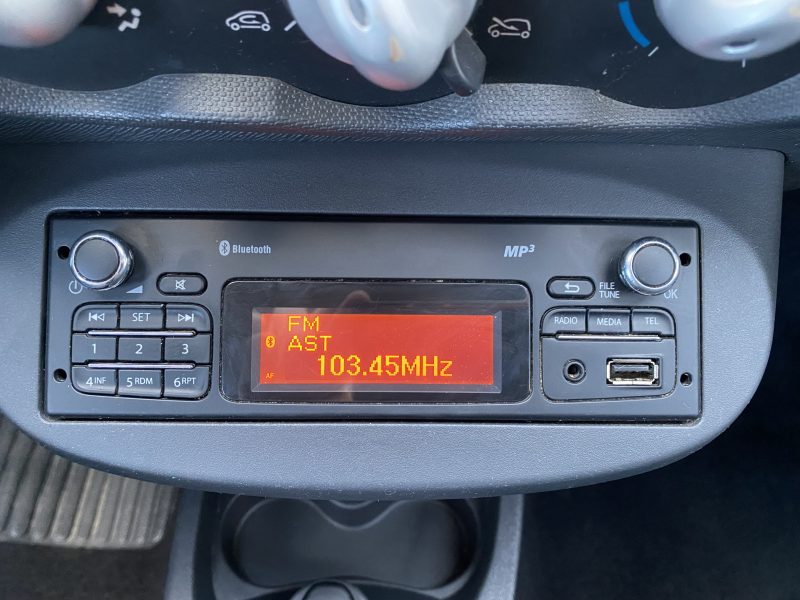 Bluetooth
MP3
FILE
TUNE
OK
SET
RADIO
MEDIA
TEL
1
2
3
4 INF
5 RDM
6 RPT
FM
AST
103.45MHz
AF